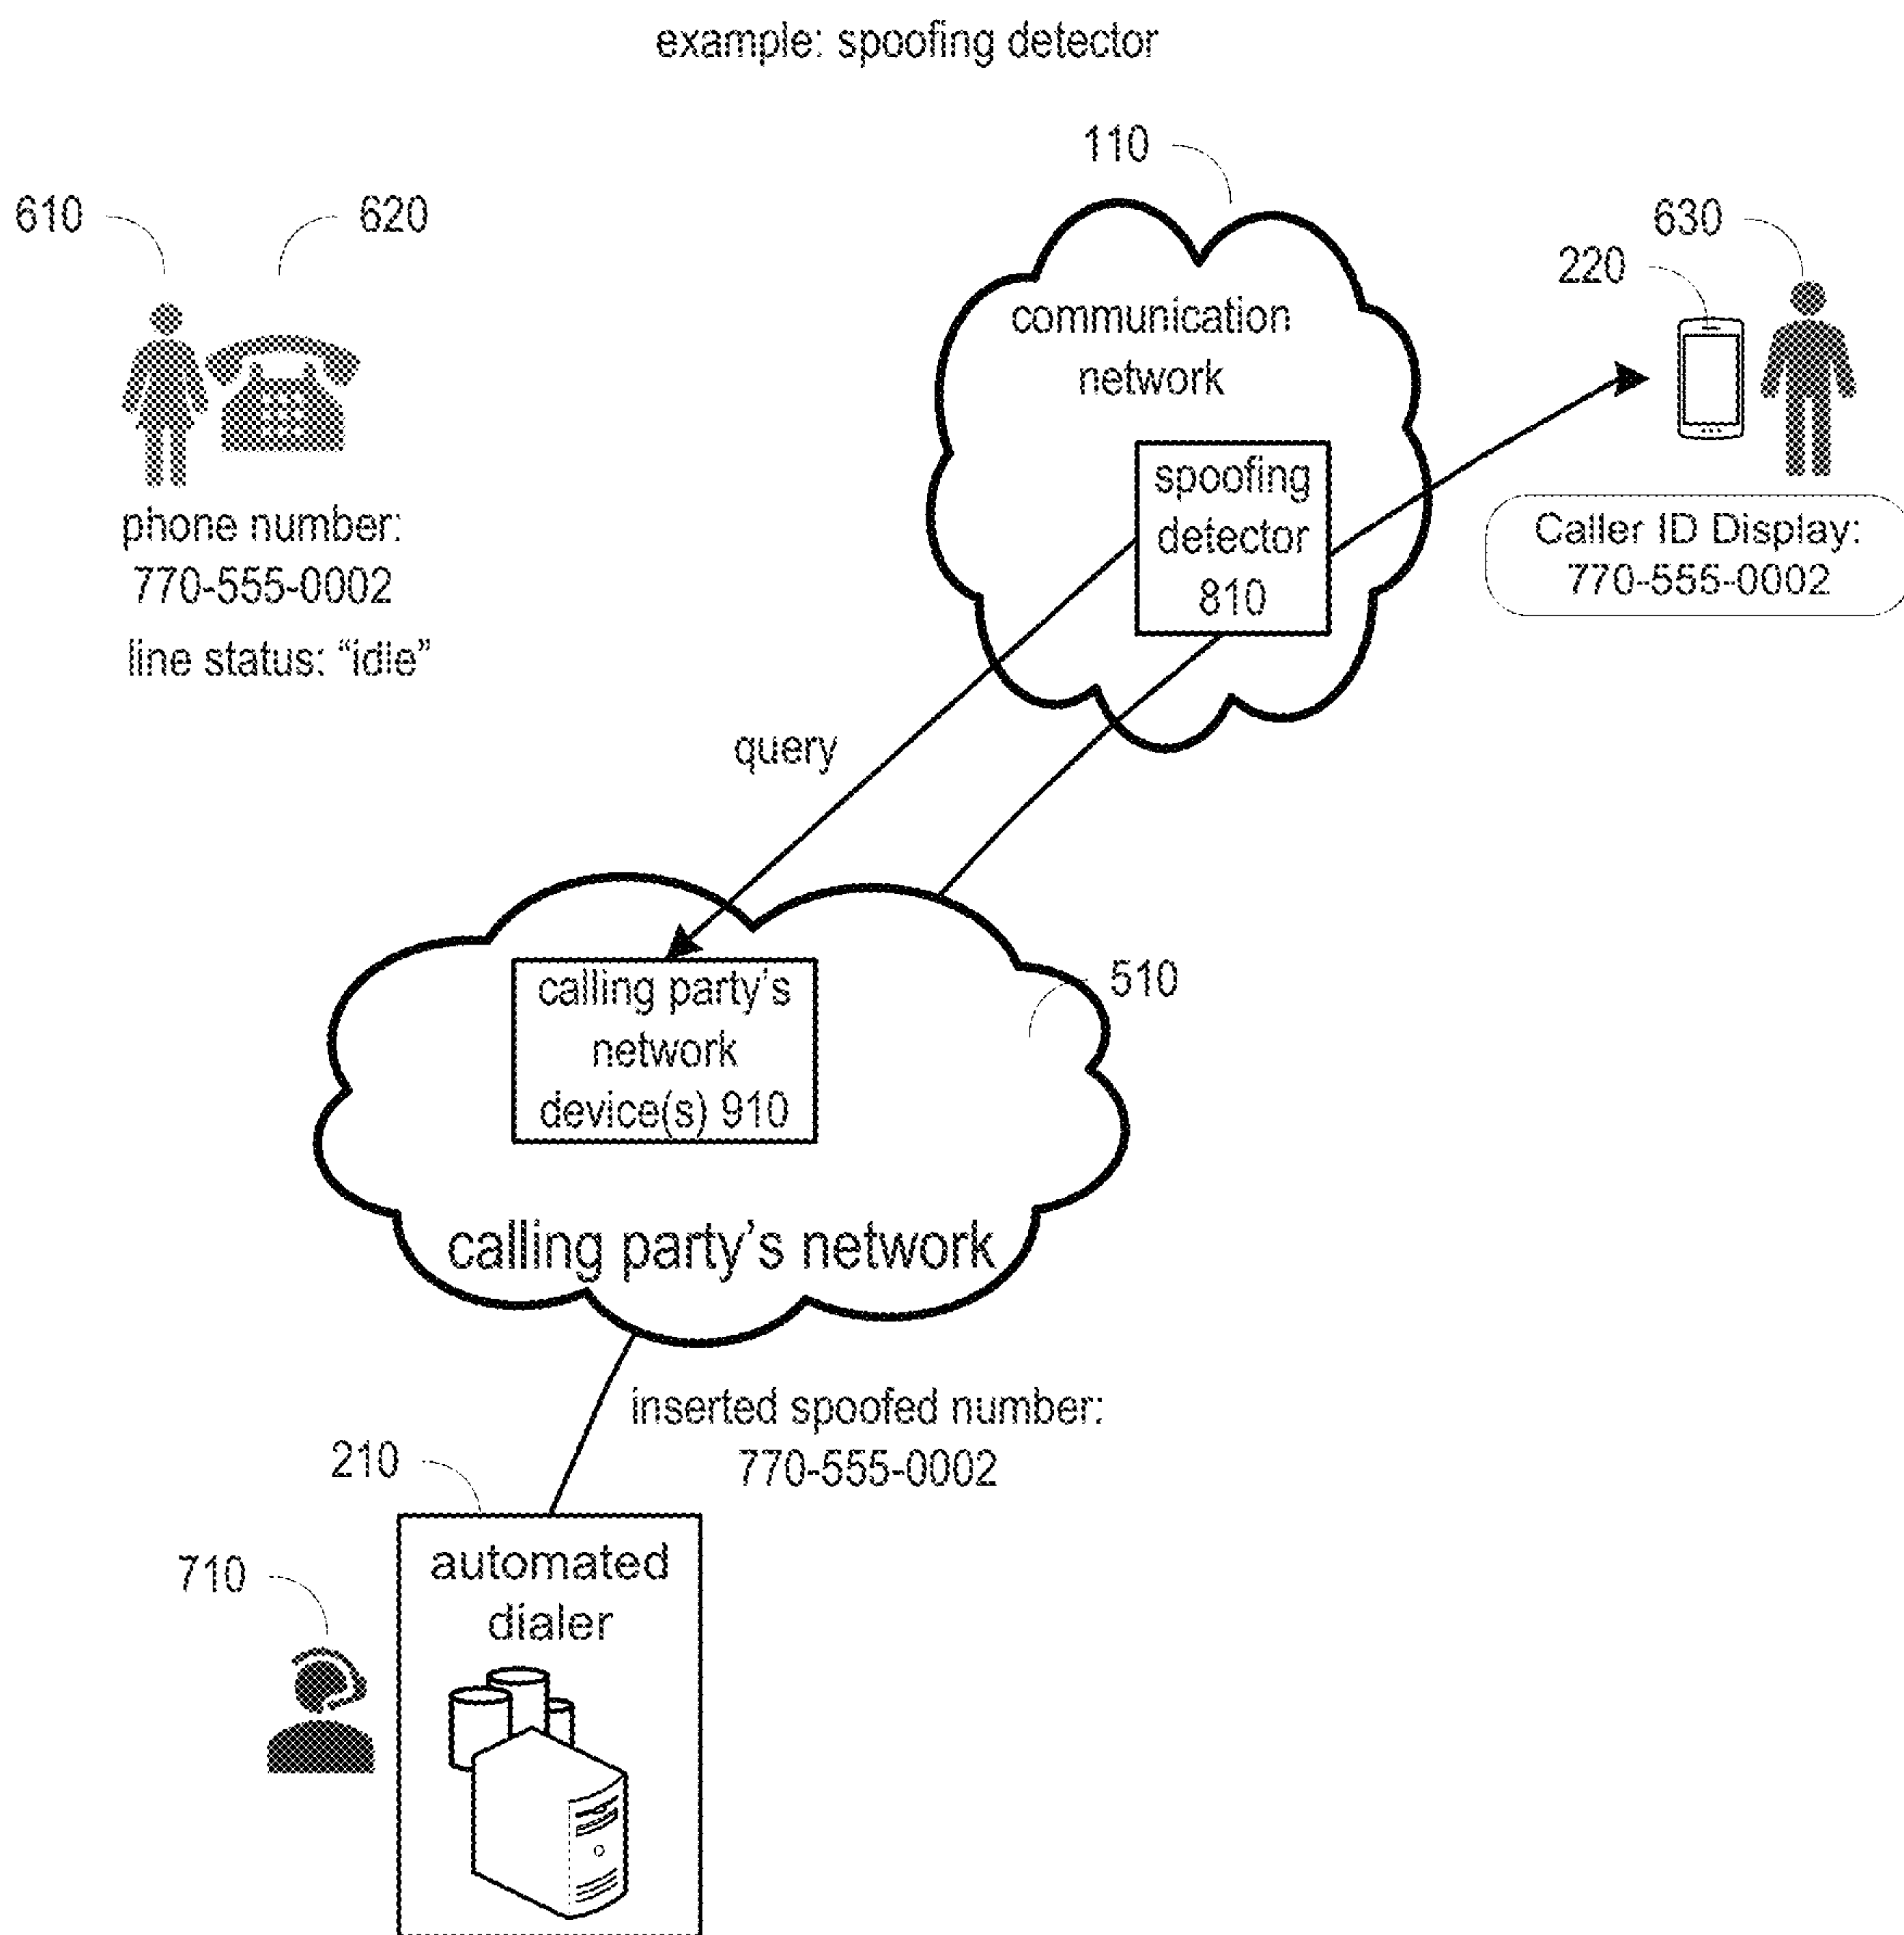 example: spoofing detector
110
610
620
630
220
communication
network
spoofing
detector
810
phone number:
770-555-0002
line status: “idle”
Caller ID Display:
770-555-0002
query
calling party’s
network
device(s) 910
510
calling party’s network
inserted spoofed number:
770-555-0002
210
710
automated
dialer